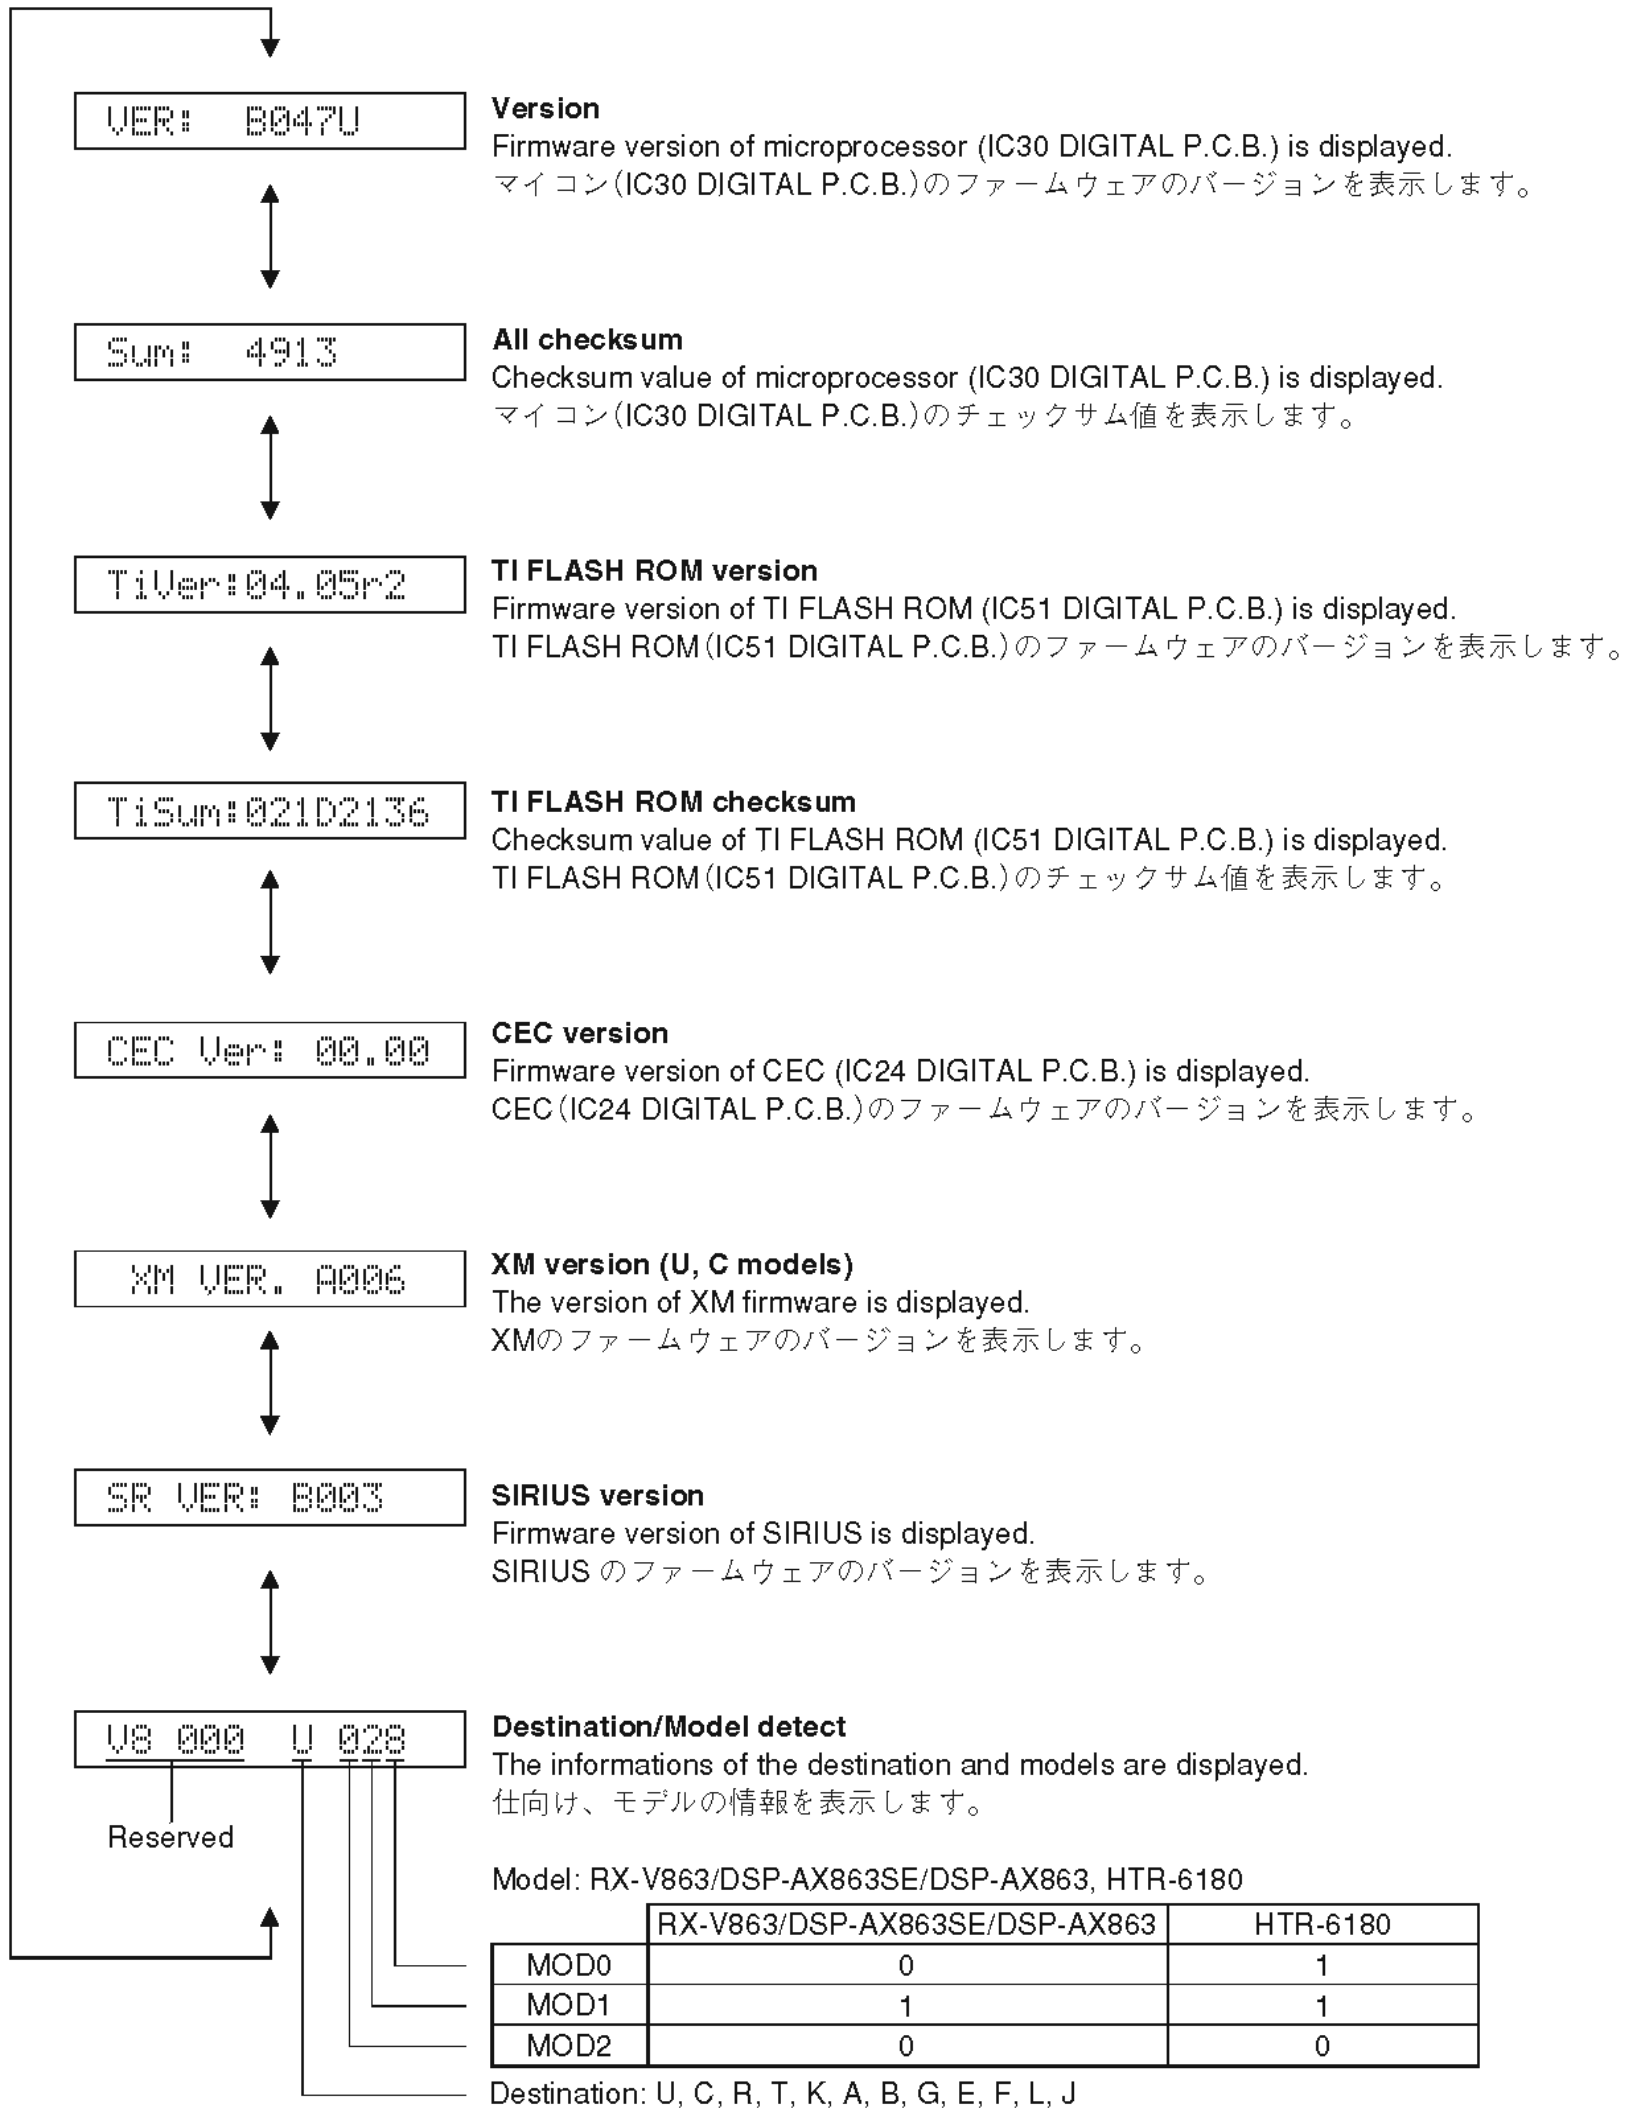 VER: B047U
Version
Firmware version of microprocessor (IC30 DIGITAL P.C.B.) is displayed.
マイコン(IC30 DIGITAL P.C.B.)のファームウェアのバージョンを表示します。
Sum: 4913
All checksum
Checksum value of microprocessor (IC30 DIGITAL P.C.B.) is displayed.
マイコン(IC30 DIGITAL P.C.B.)のチェックサム値を表示します。
TiVer:04.05r2
TI FLASH ROM version
Firmware version of TI FLASH ROM (IC51 DIGITAL P.C.B.) is displayed.
TI FLASH ROM(IC51 DIGITAL P.C.B.)のファームウェアのバージョンを表示します。
TiSum:021D2136
TI FLASH ROM checksum
Checksum value of TI FLASH ROM (IC51 DIGITAL P.C.B.) is displayed.
TI FLASH ROM(IC51 DIGITAL P.C.B.)のチェックサム値を表示します。
CEC Ver: 00.00
CEC version
Firmware version of CEC (IC24 DIGITAL P.C.B.) is displayed.
CEC(IC24 DIGITAL P.C.B.)のファームウェアのバージョンを表示します。
XM VER. A006
XM version (U, C models)
The version of XM firmware is displayed.
XMのファームウェアのバージョンを表示します。
SR VER: B003
SIRIUS version
Firmware version of SIRIUS is displayed.
SIRIUS のファームウェアのバージョンを表示します。
V8 000 U 028
Destination/Model detect
The informations of the destination and models are displayed.
仕向け、モデルの情報を表示します。
Reserved
Model: RX-V863/DSP-AX863SE/DSP-AX863, HTR-6180
RX-V863/DSP-AX863SE/DSP-AX863 HTR-6180
MOD0 0 1
MOD1 1 1
MOD2 0 0
Destination: U, C, R, T, K, A, B, G, E, F, L, J